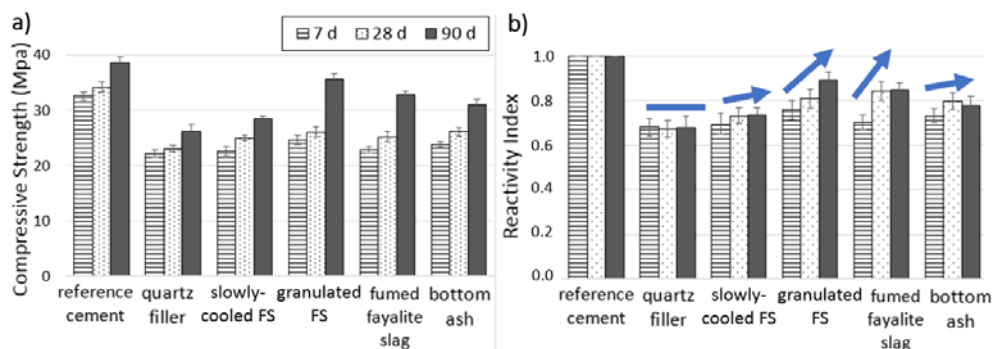 a)
7 d 28 d 90 d
Compressive Strength (Mpa)
40
30
20
10
0
reference cement
quartz filler
slowly-cooled FS
granulated FS
fumed fayalite slag
bottom ash
b)
Reactivity Index
1.0
0.8
0.6
0.4
0.2
0.0
reference cement
quartz filler
slowly-cooled FS
granulated FS
fumed fayalite slag
bottom ash